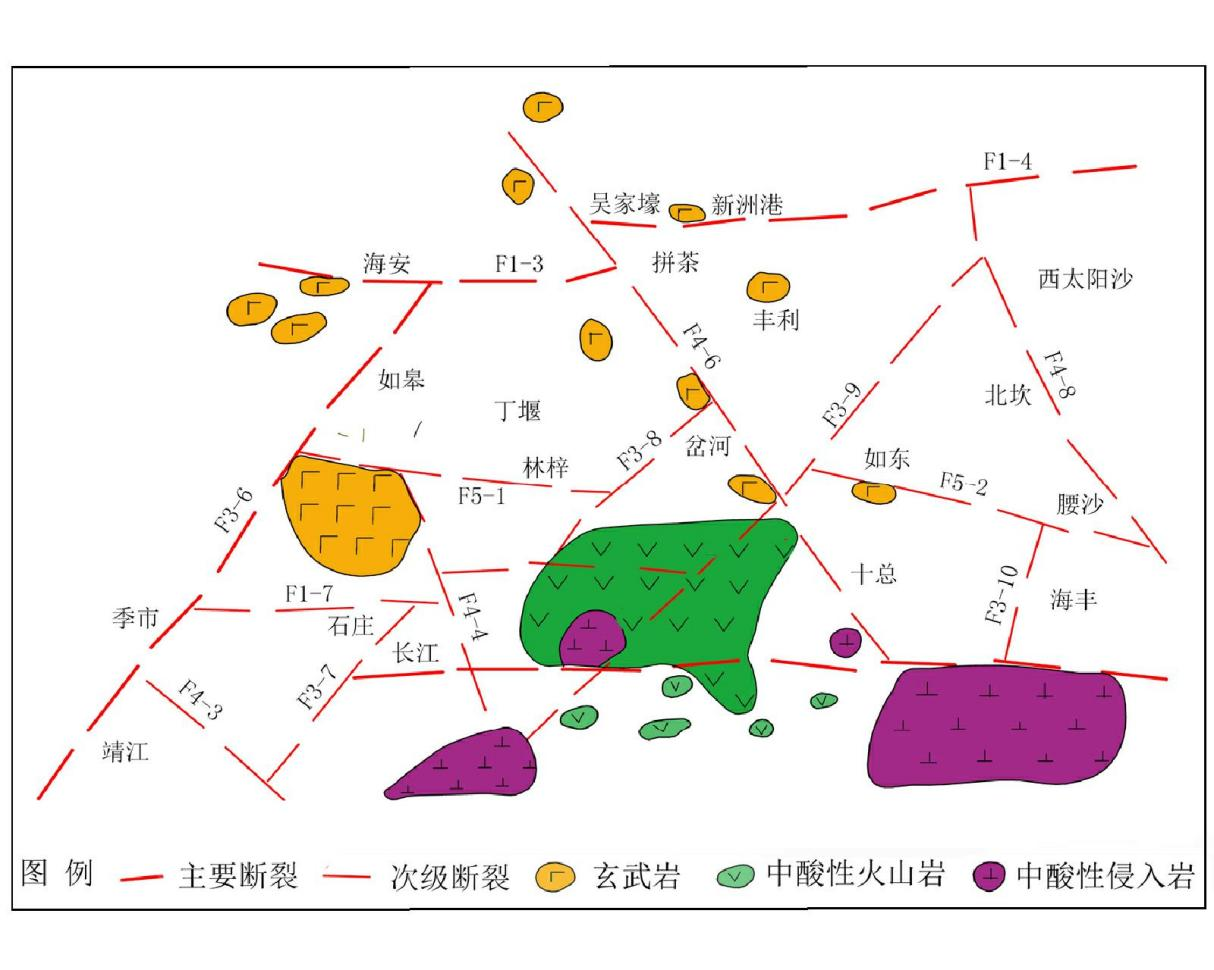 F1-4
吴家壕 新洲港
海安 F1-3 拼茶
西太阳沙
丰利
F4-6
如皋
F4-8
北坎
F3-9
丁堰
岔河
F3-8
如东
林梓
F5-1
F5-2
腰沙
F3-6
十总
F1-7
季市
石庄
F4-4
F3-10
海丰
长江
F3-7
F4-3
靖江
图 例 主要断裂 次级断裂 玄武岩 中酸性火山岩 中酸性侵入岩